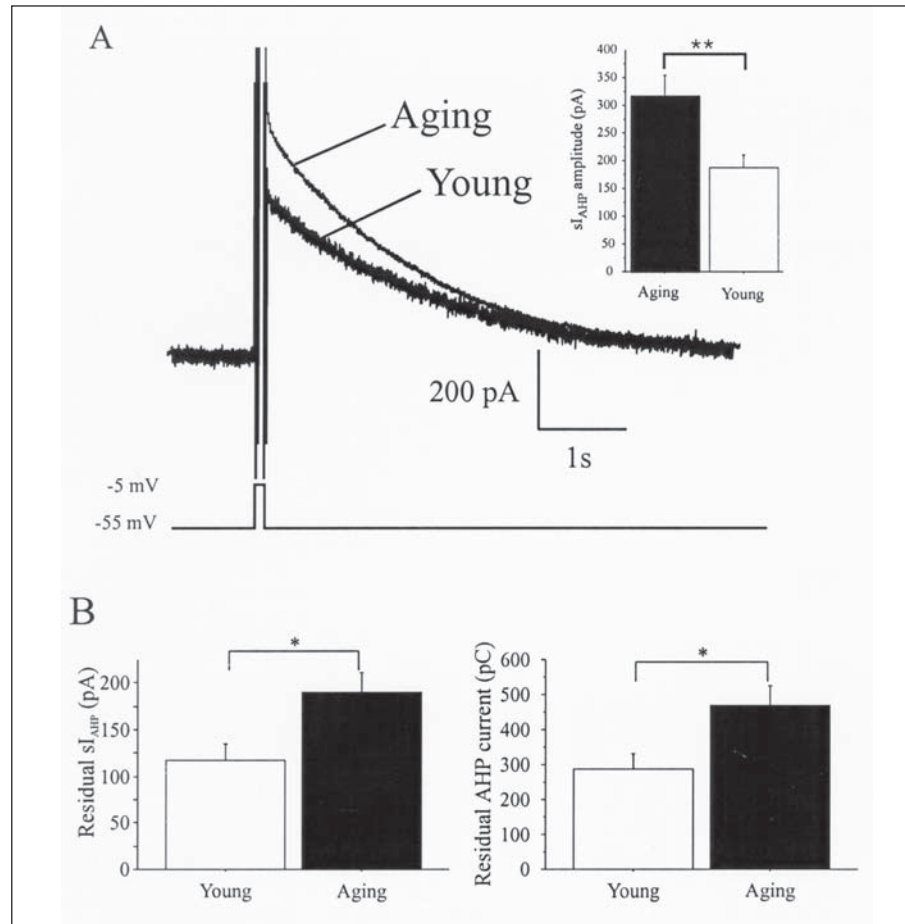 A
**
400
350
300
250
200
150
100
50
0
sI_AHP amplitude (pA)
Aging Young
Aging
Young
200 pA
1s
-5 mV
-55 mV
B
*
200
150
100
50
0
Residual sI_AHP (pA)
Young Aging
*
600
500
400
300
200
100
0
Residual AHP current (pC)
Young Aging